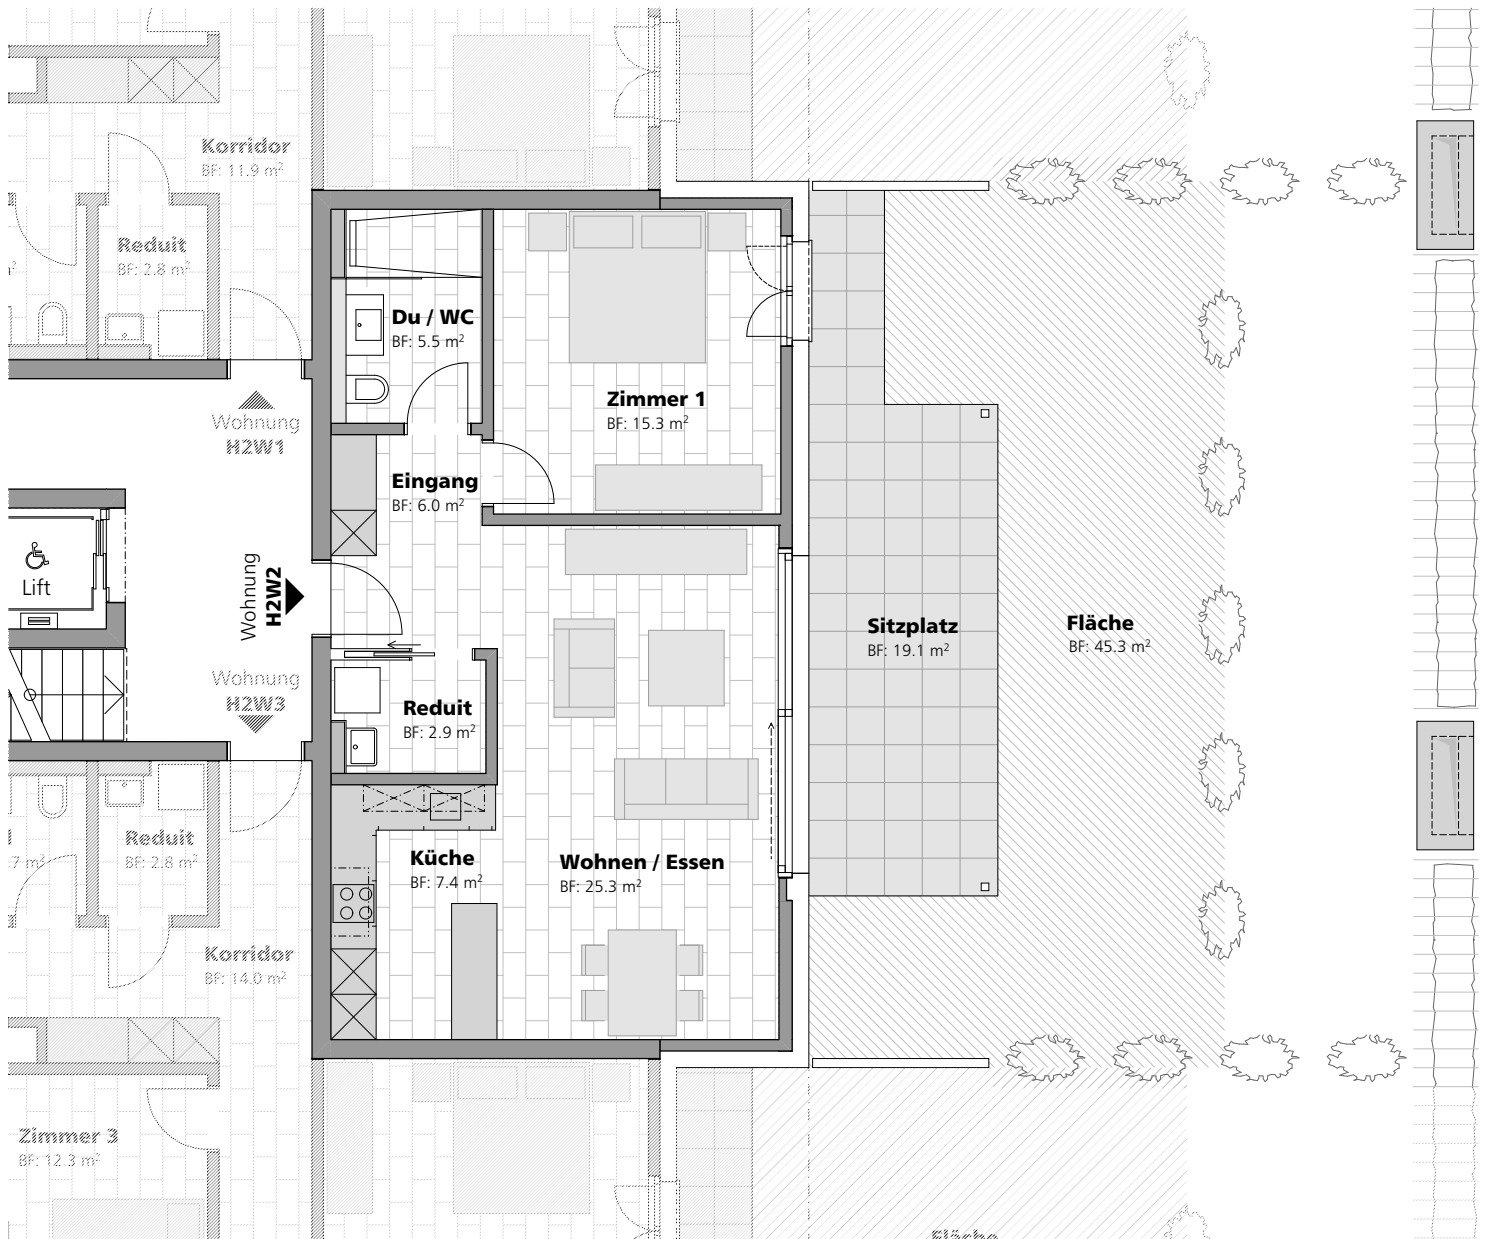 Korridor
BF: 11.9 m²
Reduit
BF: 2.8 m²
Du / WC
BF: 5.5 m²
Zimmer 1
BF: 15.3 m²
Wohnung
H2W1
Eingang
BF: 6.0 m²
Lift
Wohnung
H2W2
Sitzplatz
BF: 19.1 m²
Fläche
BF: 45.3 m²
Wohnung
H2W3
Reduit
BF: 2.9 m²
Reduit
BF: 2.8 m²
.7 m²
Küche
BF: 7.4 m²
Wohnen / Essen
BF: 25.3 m²
Korridor
BF: 14.0 m²
Zimmer 3
BF: 12.3 m²
Fläche